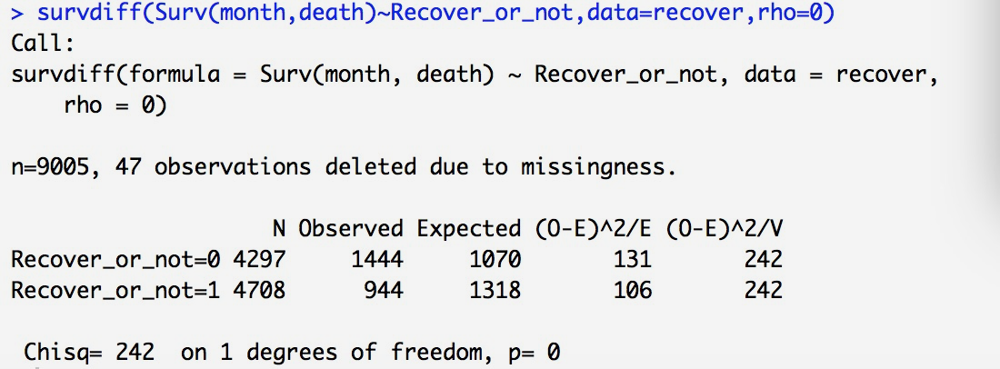 > survdiff(Surv(month,death)~Recover_or_not,data=recover,rho=0)
Call:
survdiff(formula = Surv(month, death) ~ Recover_or_not, data = recover,
    rho = 0)

n=9005, 47 observations deleted due to missingness.

                    N Observed Expected (O-E)^2/E (O-E)^2/V
Recover_or_not=0 4297     1444     1070       131       242
Recover_or_not=1 4708      944     1318       106       242

 Chisq= 242  on 1 degrees of freedom, p= 0